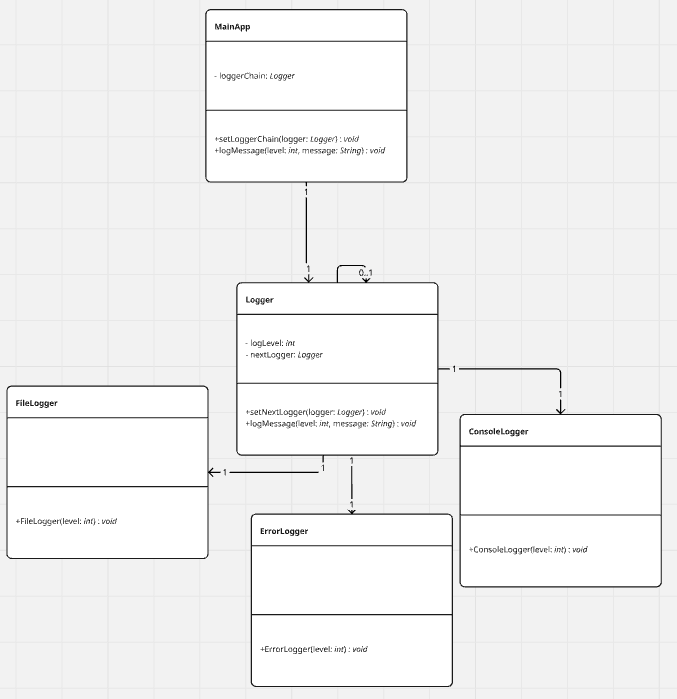 MainApp
- loggerChain: Logger
+setLoggerChain(logger: Logger) : void
+logMessage(level: int, message: String) : void
1
1
0..1
Logger
- logLevel: int
- nextLogger: Logger
+setNextLogger(logger: Logger) : void
+logMessage(level: int, message: String) : void
1
1
FileLogger
+FileLogger(level: int) : void
ConsoleLogger
+ConsoleLogger(level: int) : void
1
1
1
1
ErrorLogger
+ErrorLogger(level: int) : void